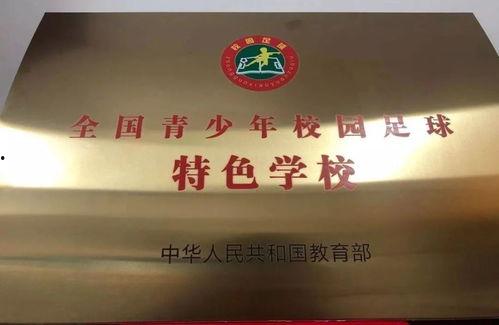 校园足球
全国青少年校园足球
特色学校
中华人民共和国教育部